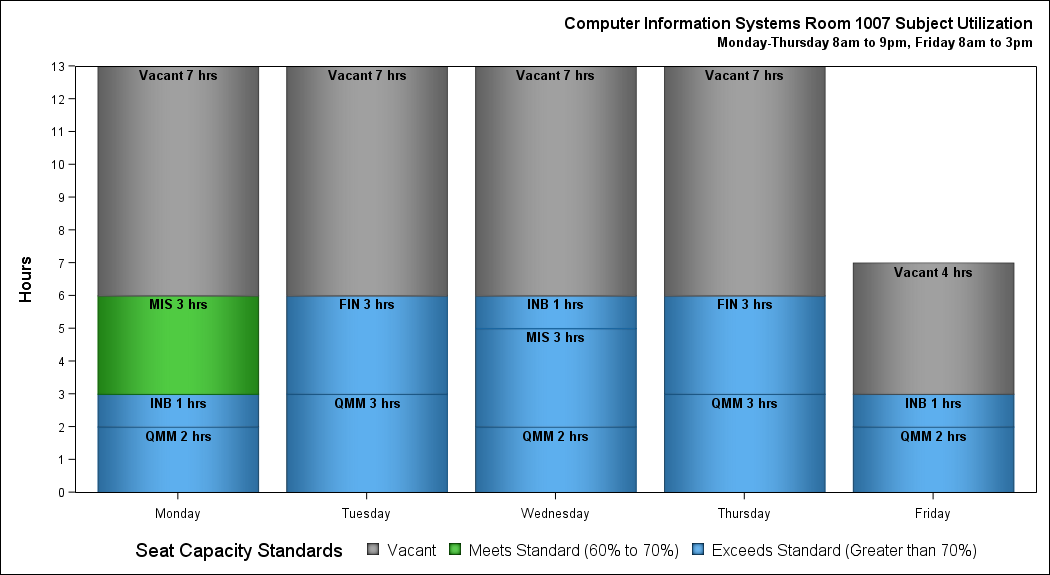 Computer Information Systems Room 1007 Subject Utilization
Monday-Thursday 8am to 9pm, Friday 8am to 3pm
Hours
13
12
11
10
9
8
7
6
5
4
3
2
1
0
Vacant 7 hrs
MIS 3 hrs
INB 1 hrs
QMM 2 hrs
Vacant 7 hrs
FIN 3 hrs
QMM 3 hrs
Vacant 7 hrs
INB 1 hrs
MIS 3 hrs
QMM 2 hrs
Vacant 7 hrs
FIN 3 hrs
QMM 3 hrs
Vacant 4 hrs
INB 1 hrs
QMM 2 hrs
Monday Tuesday Wednesday Thursday Friday
Seat Capacity Standards Vacant Meets Standard (60% to 70%) Exceeds Standard (Greater than 70%)